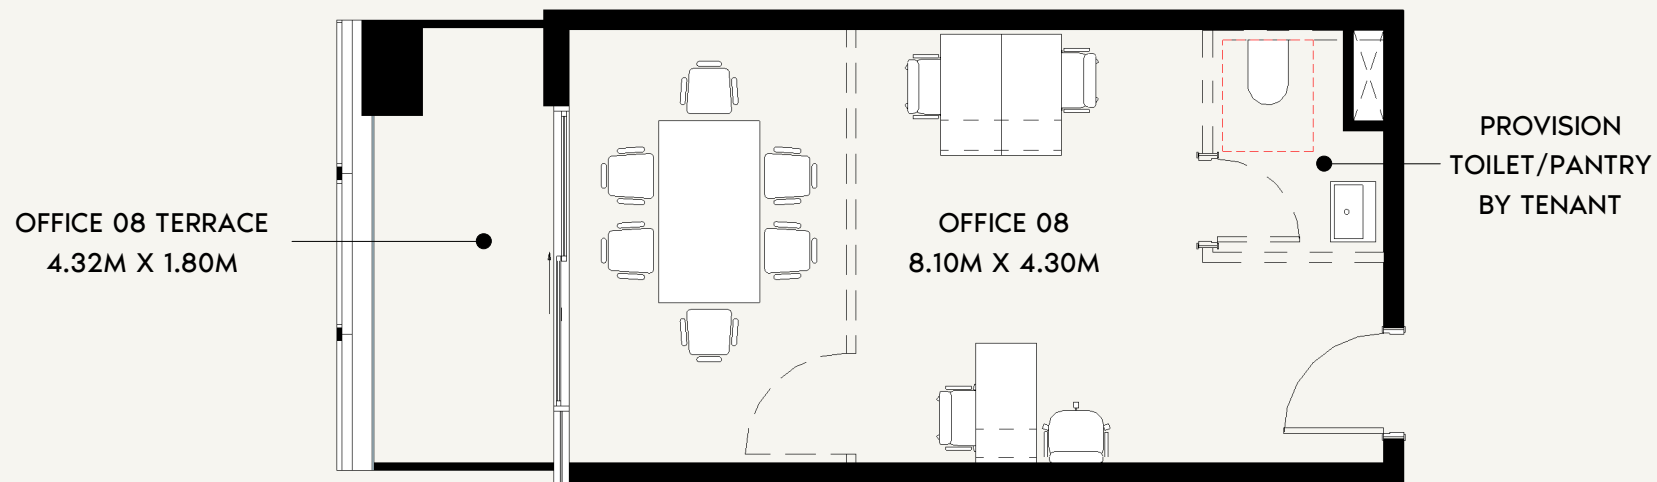 OFFICE 08 TERRACE
4.32M X 1.80M
OFFICE 08
8.10M X 4.30M
PROVISION
TOILET/PANTRY
BY TENANT